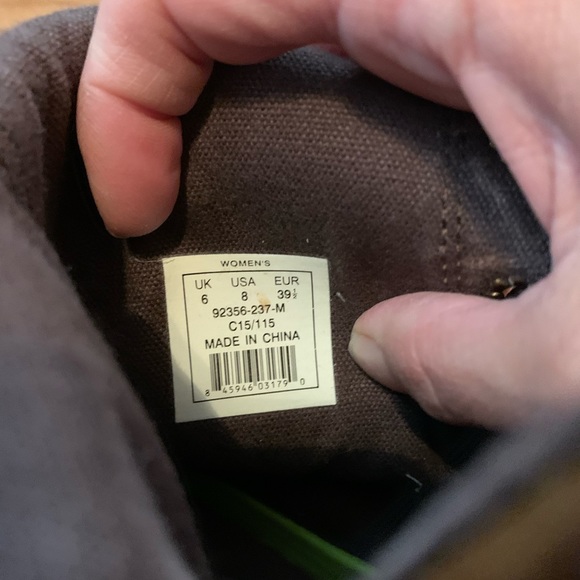 WOMEN'S
UK USA EUR
6 8 39½
92356-237-M
C15/115
MADE IN CHINA
8 45946 03179 0